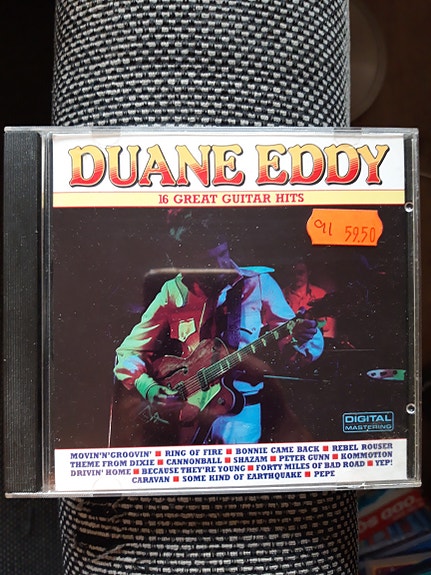 DUANE EDDY
16 GREAT GUITAR HITS
59.50
DIGITAL
MASTERING
MOVIN'N'GROOVIN' ■ RING OF FIRE ■ BONNIE CAME BACK ■ REBEL ROUSER
THEME FROM DIXIE ■ CANNONBALL ■ SHAZAM ■ PETER GUNN ■ KOMMOTION
DRIVIN' HOME ■ BECAUSE THEY'RE YOUNG ■ FORTY MILES OF BAD ROAD ■ YEP!
CARAVAN ■ SOME KIND OF EARTHQUAKE ■ PEPE